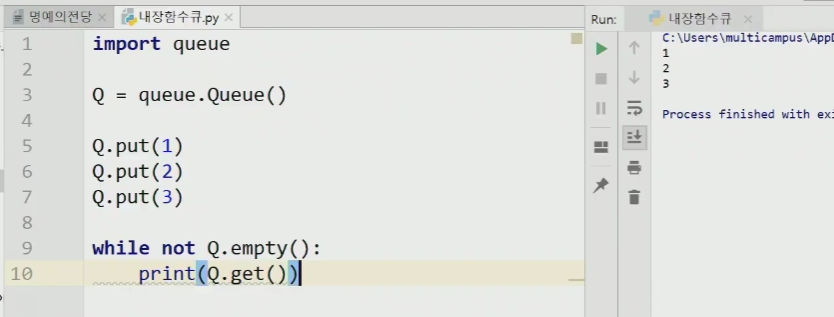 명예의전당
내장함수큐.py
1 import queue
2
3 Q = queue.Queue()
4
5 Q.put(1)
6 Q.put(2)
7 Q.put(3)
8
9 while not Q.empty():
10 print(Q.get())
Run: 내장함수큐
C:\Users\multicampus\AppD
1
2
3
Process finished with exi